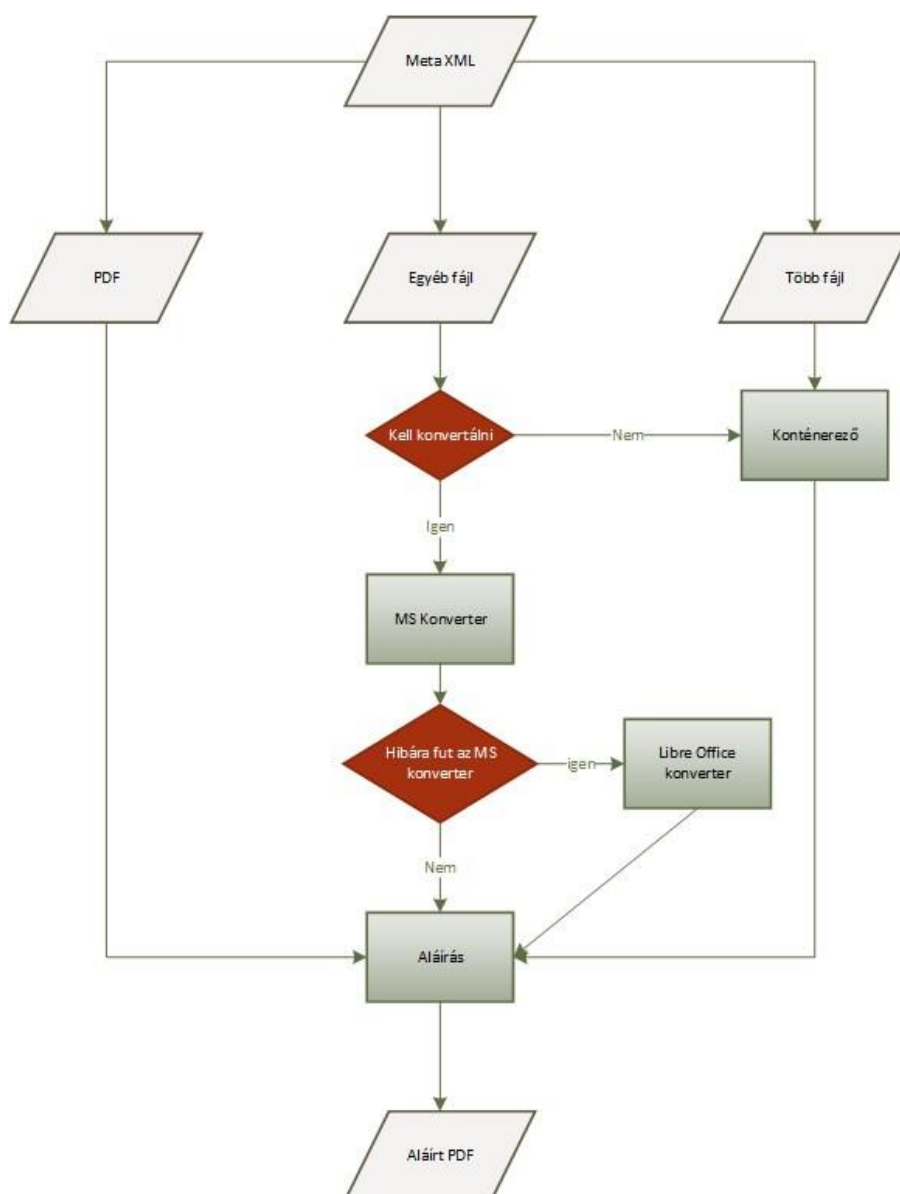 Meta XML
PDF
Egyéb fájl
Több fájl
Kell konvertálni
Nem
Konténerező
Igen
MS Konverter
Hibára fut az MS
konverter
igen
Libre Office
konverter
Nem
Aláírás
Aláírt PDF